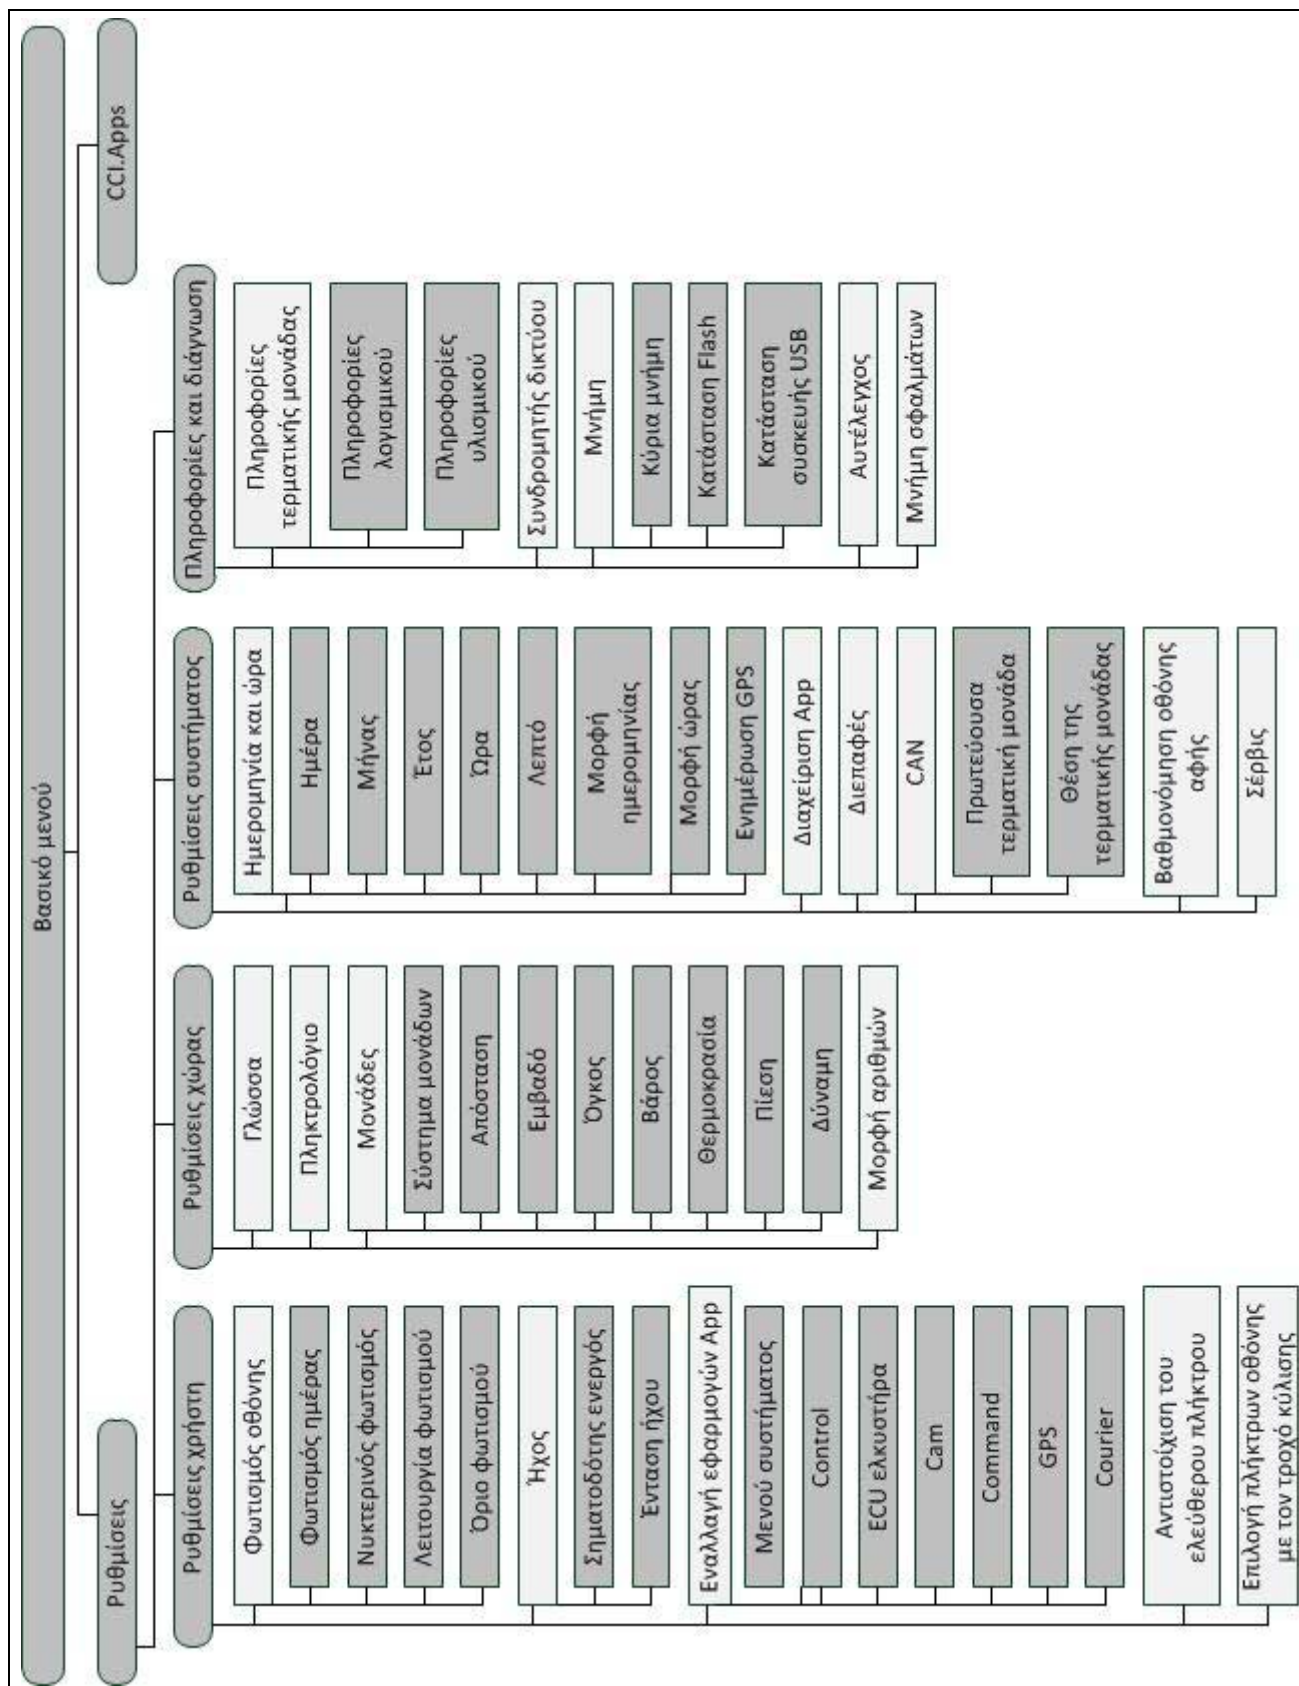 Βασικό μενού
Ρυθμίσεις
CCI.Apps
Ρυθμίσεις χρήστη
Φωτισμός οθόνης
Φωτισμός ημέρας
Νυκτερινός φωτισμός
Λειτουργία φωτισμού
Όριο φωτισμού
Ήχος
Σηματοδότης ενεργός
Ένταση ήχου
Εναλλαγή εφαρμογών App
Μενού συστήματος
Control
ECU ελκυστήρα
Cam
Command
GPS
Courier
Αντιστοίχιση του
ελεύθερου πλήκτρου
Επιλογή πλήκτρων οθόνης
με τον τροχό κύλισης
Ρυθμίσεις χώρας
Γλώσσα
Πληκτρολόγιο
Μονάδες
Σύστημα μονάδων
Απόσταση
Εμβαδό
Όγκος
Βάρος
Θερμοκρασία
Πίεση
Δύναμη
Μορφή αριθμών
Ρυθμίσεις συστήματος
Ημερομηνία και ώρα
Ημέρα
Μήνας
Έτος
Ώρα
Λεπτό
Μορφή
ημερομηνίας
Μορφή ώρας
Ενημέρωση GPS
Διαχείριση App
Διεπαφές
CAN
Πρωτεύουσα
τερματική μονάδα
Θέση της
τερματικής μονάδας
Βαθμονόμηση οθόνης
αφής
Σέρβις
Πληροφορίες και διάγνωση
Πληροφορίες
τερματικής μονάδας
Πληροφορίες
λογισμικού
Πληροφορίες
υλισμικού
Συνδρομητής δικτύου
Μνήμη
Κύρια μνήμη
Κατάσταση Flash
Κατάσταση
συσκευής USB
Αυτέλεγχος
Μνήμη σφαλμάτων